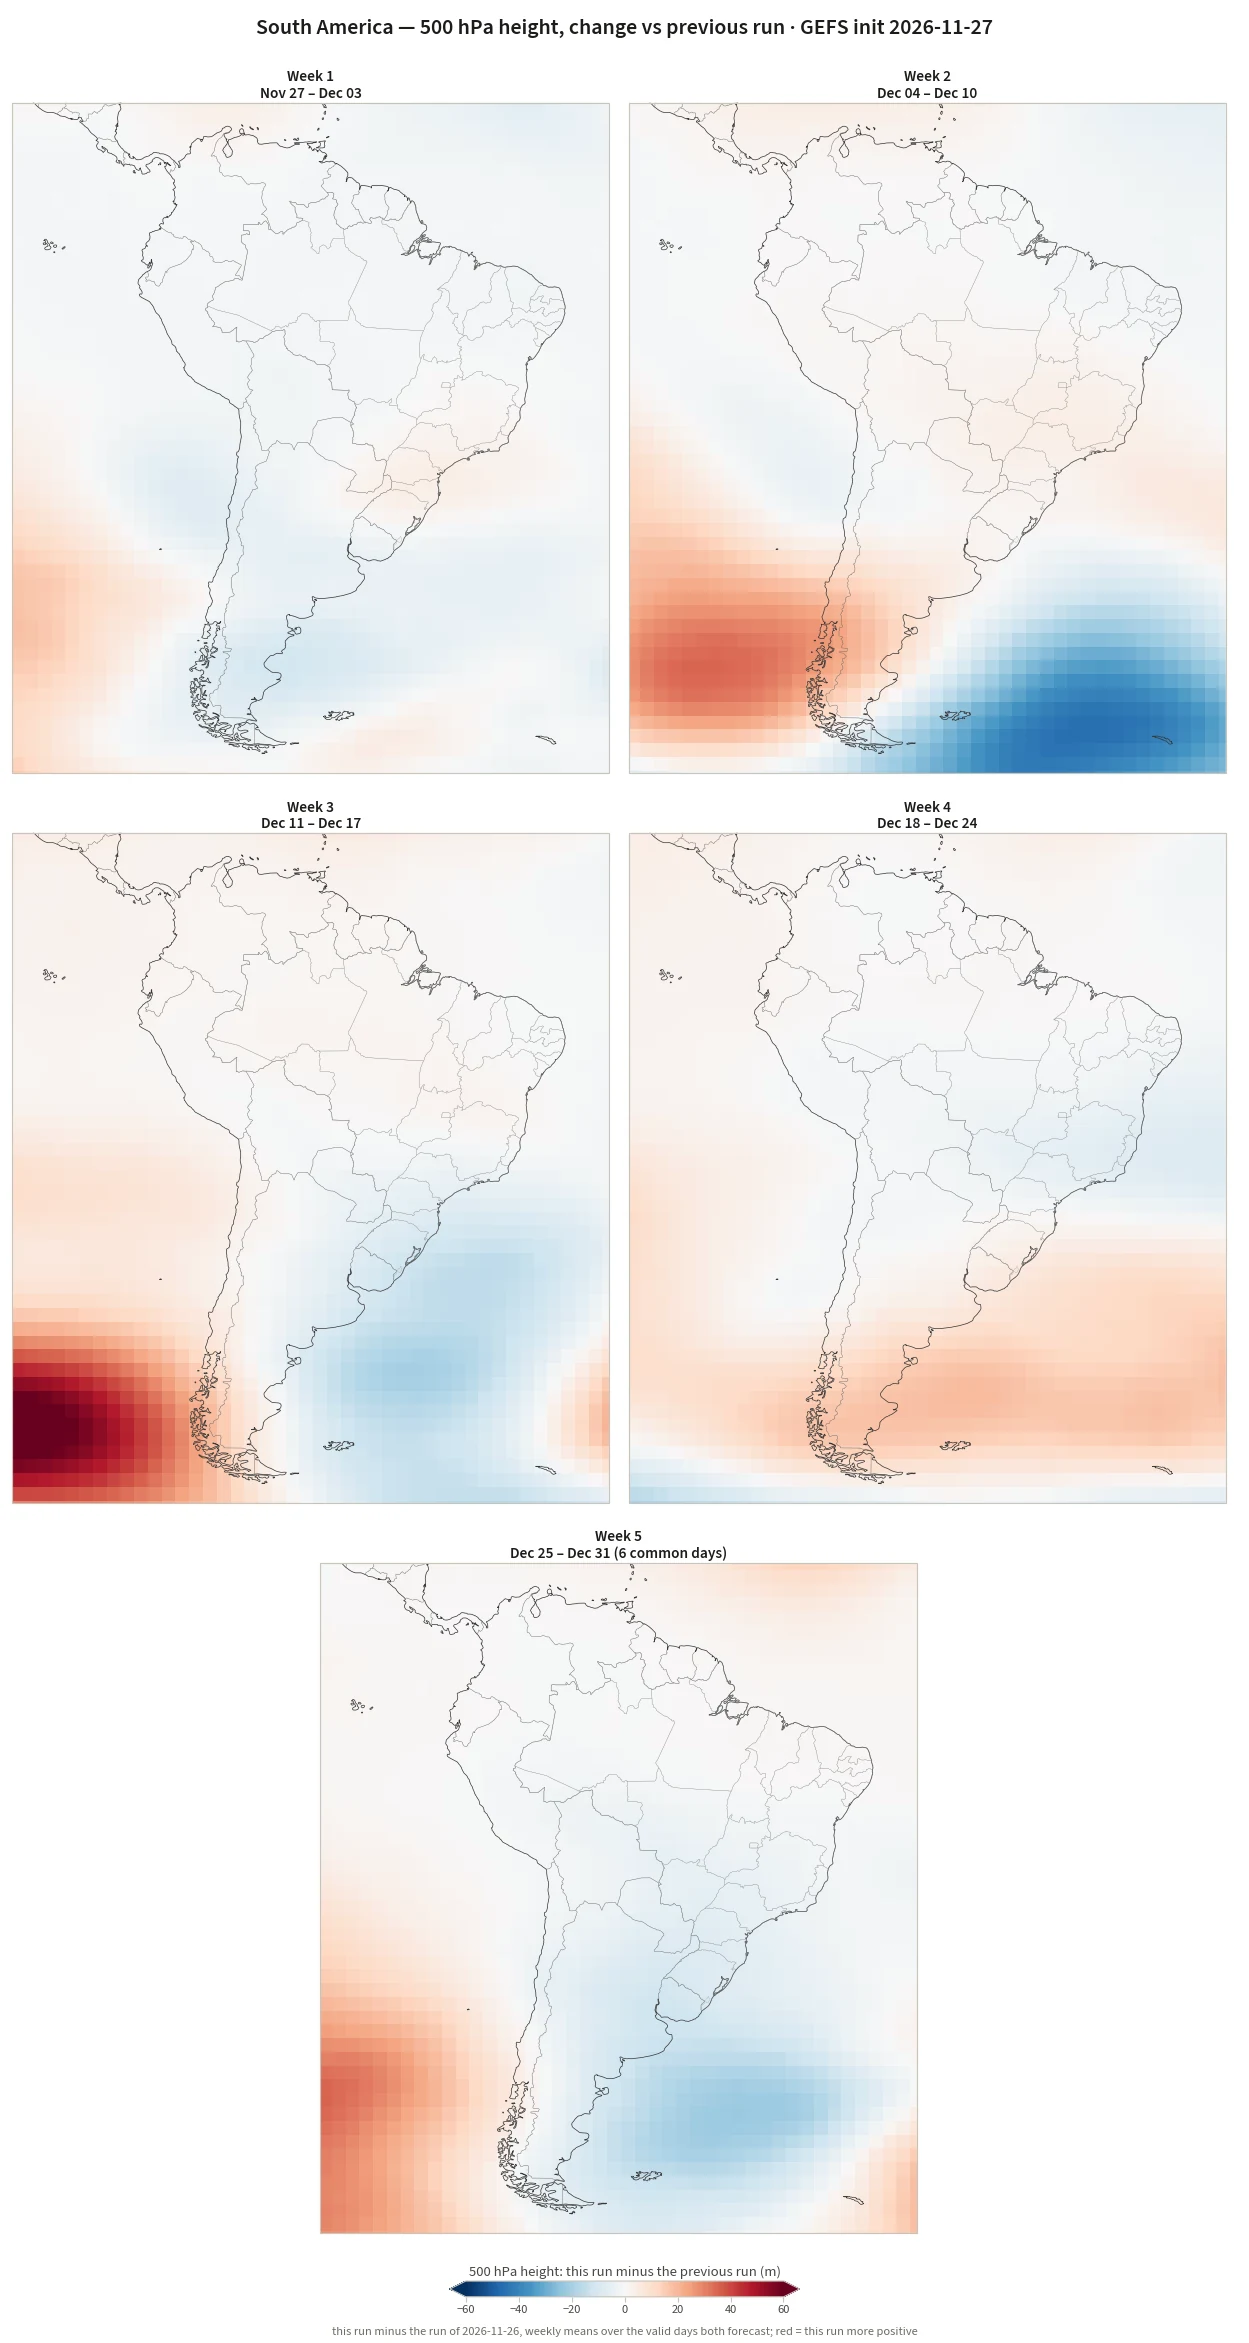 South America — 500 hPa height, change vs previous run · GEFS init 2026-11-27
Week 1
Nov 27 – Dec 03
Week 2
Dec 04 – Dec 10
Week 3
Dec 11 – Dec 17
Week 4
Dec 18 – Dec 24
Week 5
Dec 25 – Dec 31 (6 common days)
500 hPa height: this run minus the previous run (m)
−60 −40 −20 0 20 40 60
this run minus the run of 2026-11-26, weekly means over the valid days both forecast; red = this run more positive